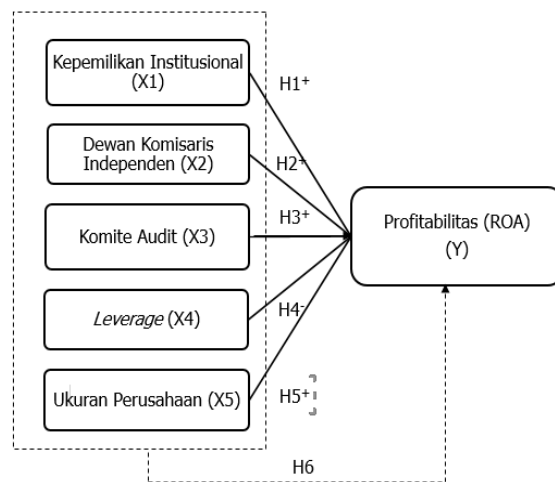 Kepemilikan Institusional
(X1)
H1+
Dewan Komisaris
Independen (X2)
H2+
Komite Audit (X3)
H3+
Profitabilitas (ROA)
(Y)
Leverage (X4)
H4-
Ukuran Perusahaan (X5)
H5+
H6